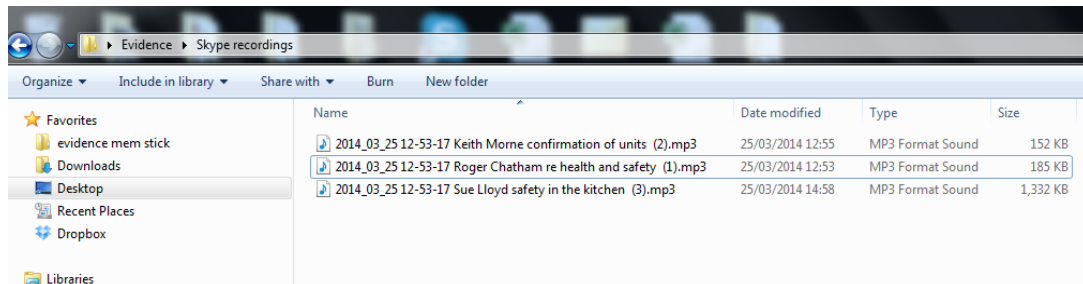 Evidence ▸ Skype recordings
Organize Include in library Share with Burn New folder
Favorites
evidence mem stick
Downloads
Desktop
Recent Places
Dropbox
Libraries
Name Date modified Type Size
2014_03_25 12-53-17 Keith Morne confirmation of units (2).mp3 25/03/2014 12:55 MP3 Format Sound 152 KB
2014_03_25 12-53-17 Roger Chatham re health and safety (1).mp3 25/03/2014 12:53 MP3 Format Sound 185 KB
2014_03_25 12-53-17 Sue Lloyd safety in the kitchen (3).mp3 25/03/2014 14:58 MP3 Format Sound 1,332 KB